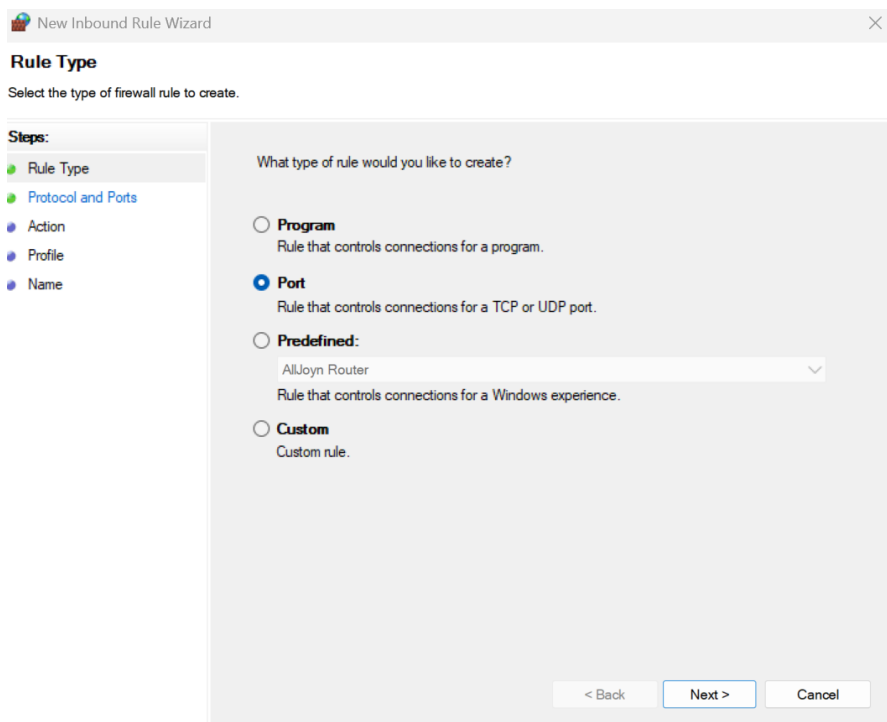 New Inbound Rule Wizard
Rule Type
Select the type of firewall rule to create.
Steps:
Rule Type
Protocol and Ports
Action
Profile
Name
What type of rule would you like to create?
Program
Rule that controls connections for a program.
Port
Rule that controls connections for a TCP or UDP port.
Predefined:
AllJoyn Router
Rule that controls connections for a Windows experience.
Custom
Custom rule.
< Back
Next >
Cancel